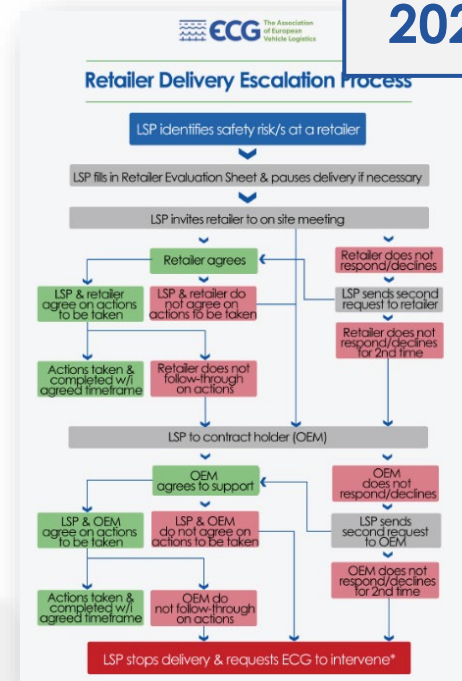 202
ECG
The Association
of European
Vehicle Logistics
Retailer Delivery Escalation Process
LSP identifies safety risk/s at a retailer
LSP fills in Retailer Evaluation Sheet & pauses delivery if necessary
LSP invites retailer to on site meeting
Retailer agrees
Retailer does not
respond/declines
LSP & retailer
agree on actions
to be taken
LSP & retailer do
not agree on
actions to be taken
LSP sends second
request to retailer
Retailer does not
respond/declines
for 2nd time
Actions taken &
completed w/i
agreed timeframe
Retailer does not
follow-through
on actions
LSP to contract holder (OEM)
OEM
agrees to support
OEM
does not
respond/declines
LSP & OEM
agree on actions
to be taken
LSP & OEM
do not agree on
actions to be taken
LSP sends
second request
to OEM
OEM does not
respond/declines
for 2nd time
Actions taken &
completed w/i
agreed timeframe
OEM do
not follow-through
on actions
LSP stops delivery & requests ECG to intervene*